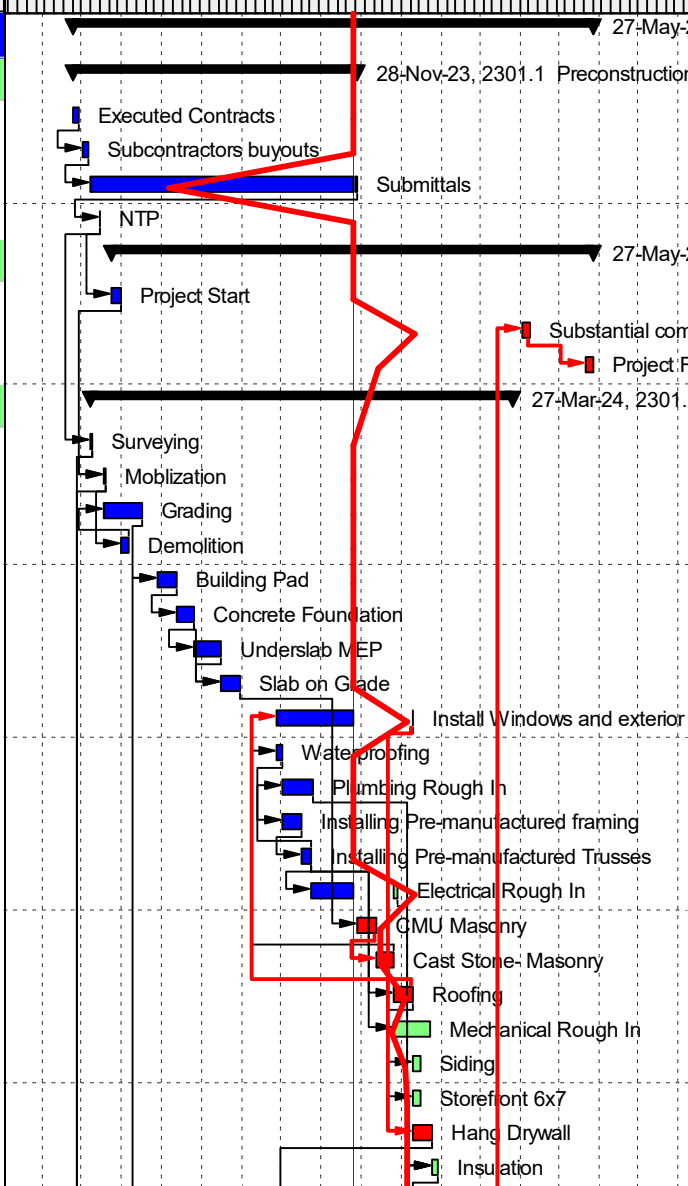 27-May-2
28-Nov-23, 2301.1 Preconstruction
Executed Contracts
Subcontractors buyouts
Submittals
NTP
27-May-2
Project Start
Substantial com
Project F
27-Mar-24, 2301.
Surveying
Moblization
Grading
Demolition
Building Pad
Concrete Foundation
Underslab MEP
Slab on Grade
Install Windows and exterior
Waterproofing
Plumbing Rough In
Installing Pre-manufactured framing
Installing Pre-manufactured Trusses
Electrical Rough In
CMU Masonry
Cast Stone- Masonry
Roofing
Mechanical Rough In
Siding
Storefront 6x7
Hang Drywall
Insulation